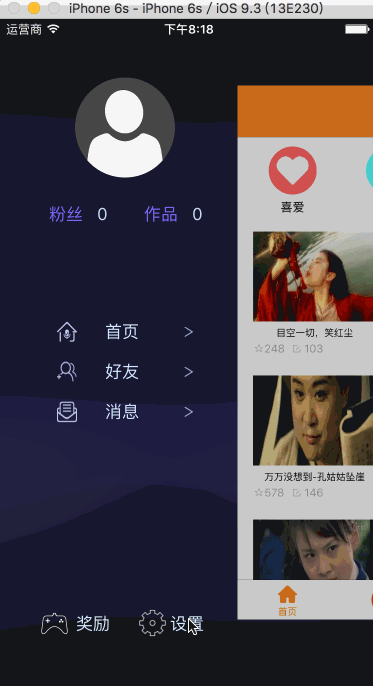 iPhone 6s - iPhone 6s / iOS 9.3 (13E230)
运营商 下午8:18
粉丝 0 作品 0
首页 >
好友 >
消息 >
奖励 设置
喜爱
目空一切，笑红尘
☆248 103
万万没想到-孔姑姑坠崖
☆578 146
首页